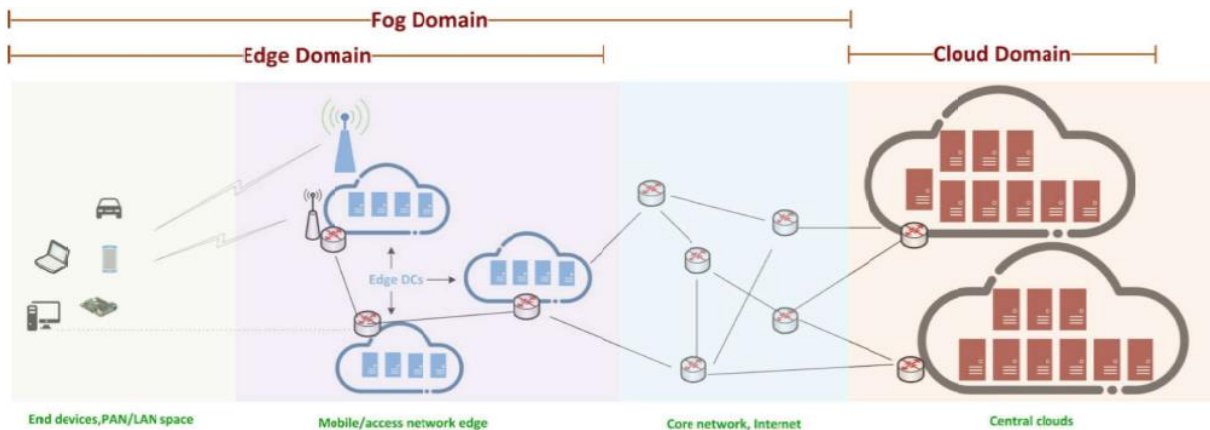 Fog Domain
Edge Domain
Cloud Domain
Edge DCs
End devices,PAN/LAN space
Mobile/access network edge
Core network, Internet
Central clouds